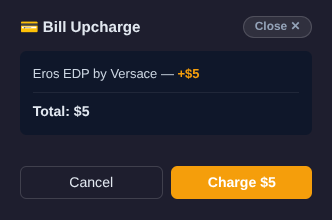 💳 Bill Upcharge
Close ✕
Eros EDP by Versace — +$5
Total: $5
Cancel
Charge $5